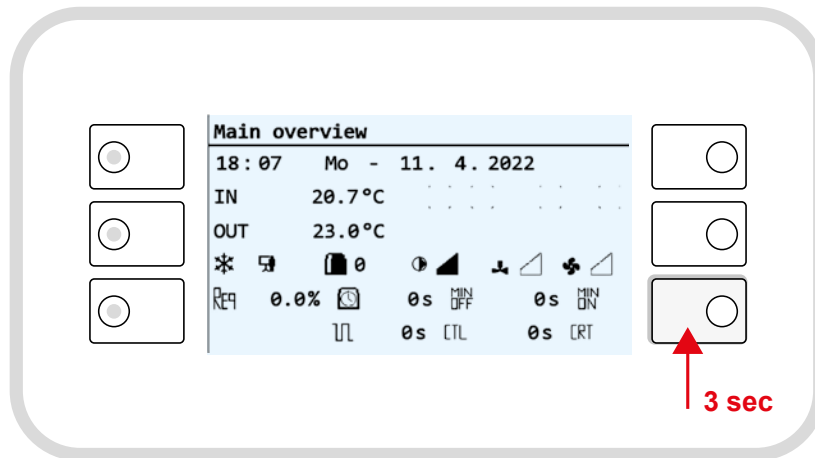 Main overview
18:07 Mo - 11. 4. 2022
IN 20.7°C
OUT 23.0°C
0
REQ 0.0% 0s MIN OFF 0s MIN ON
0s CTL 0s CRT
3 sec